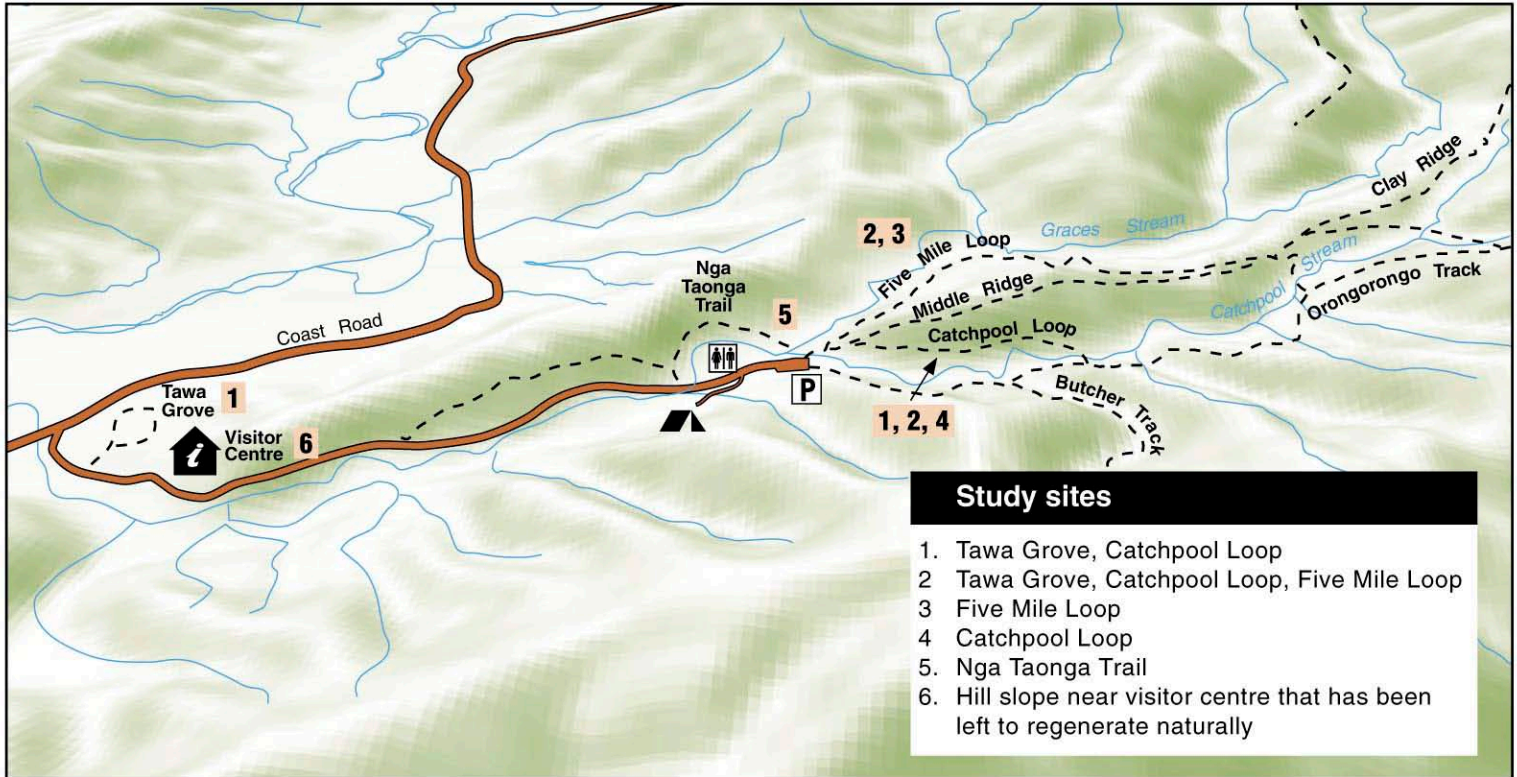 Clay Ridge
Graces Stream
2, 3
Five Mile Loop
Nga
Taonga
Trail
Middle Ridge
Catchpool Stream
Orongorongo Track
5
Catchpool Loop
Coast Road
P
Butcher Track
Tawa
Grove
1
1, 2, 4
i
Visitor
Centre
6
Study sites
1. Tawa Grove, Catchpool Loop
2 Tawa Grove, Catchpool Loop, Five Mile Loop
3 Five Mile Loop
4 Catchpool Loop
5. Nga Taonga Trail
6. Hill slope near visitor centre that has been
left to regenerate naturally